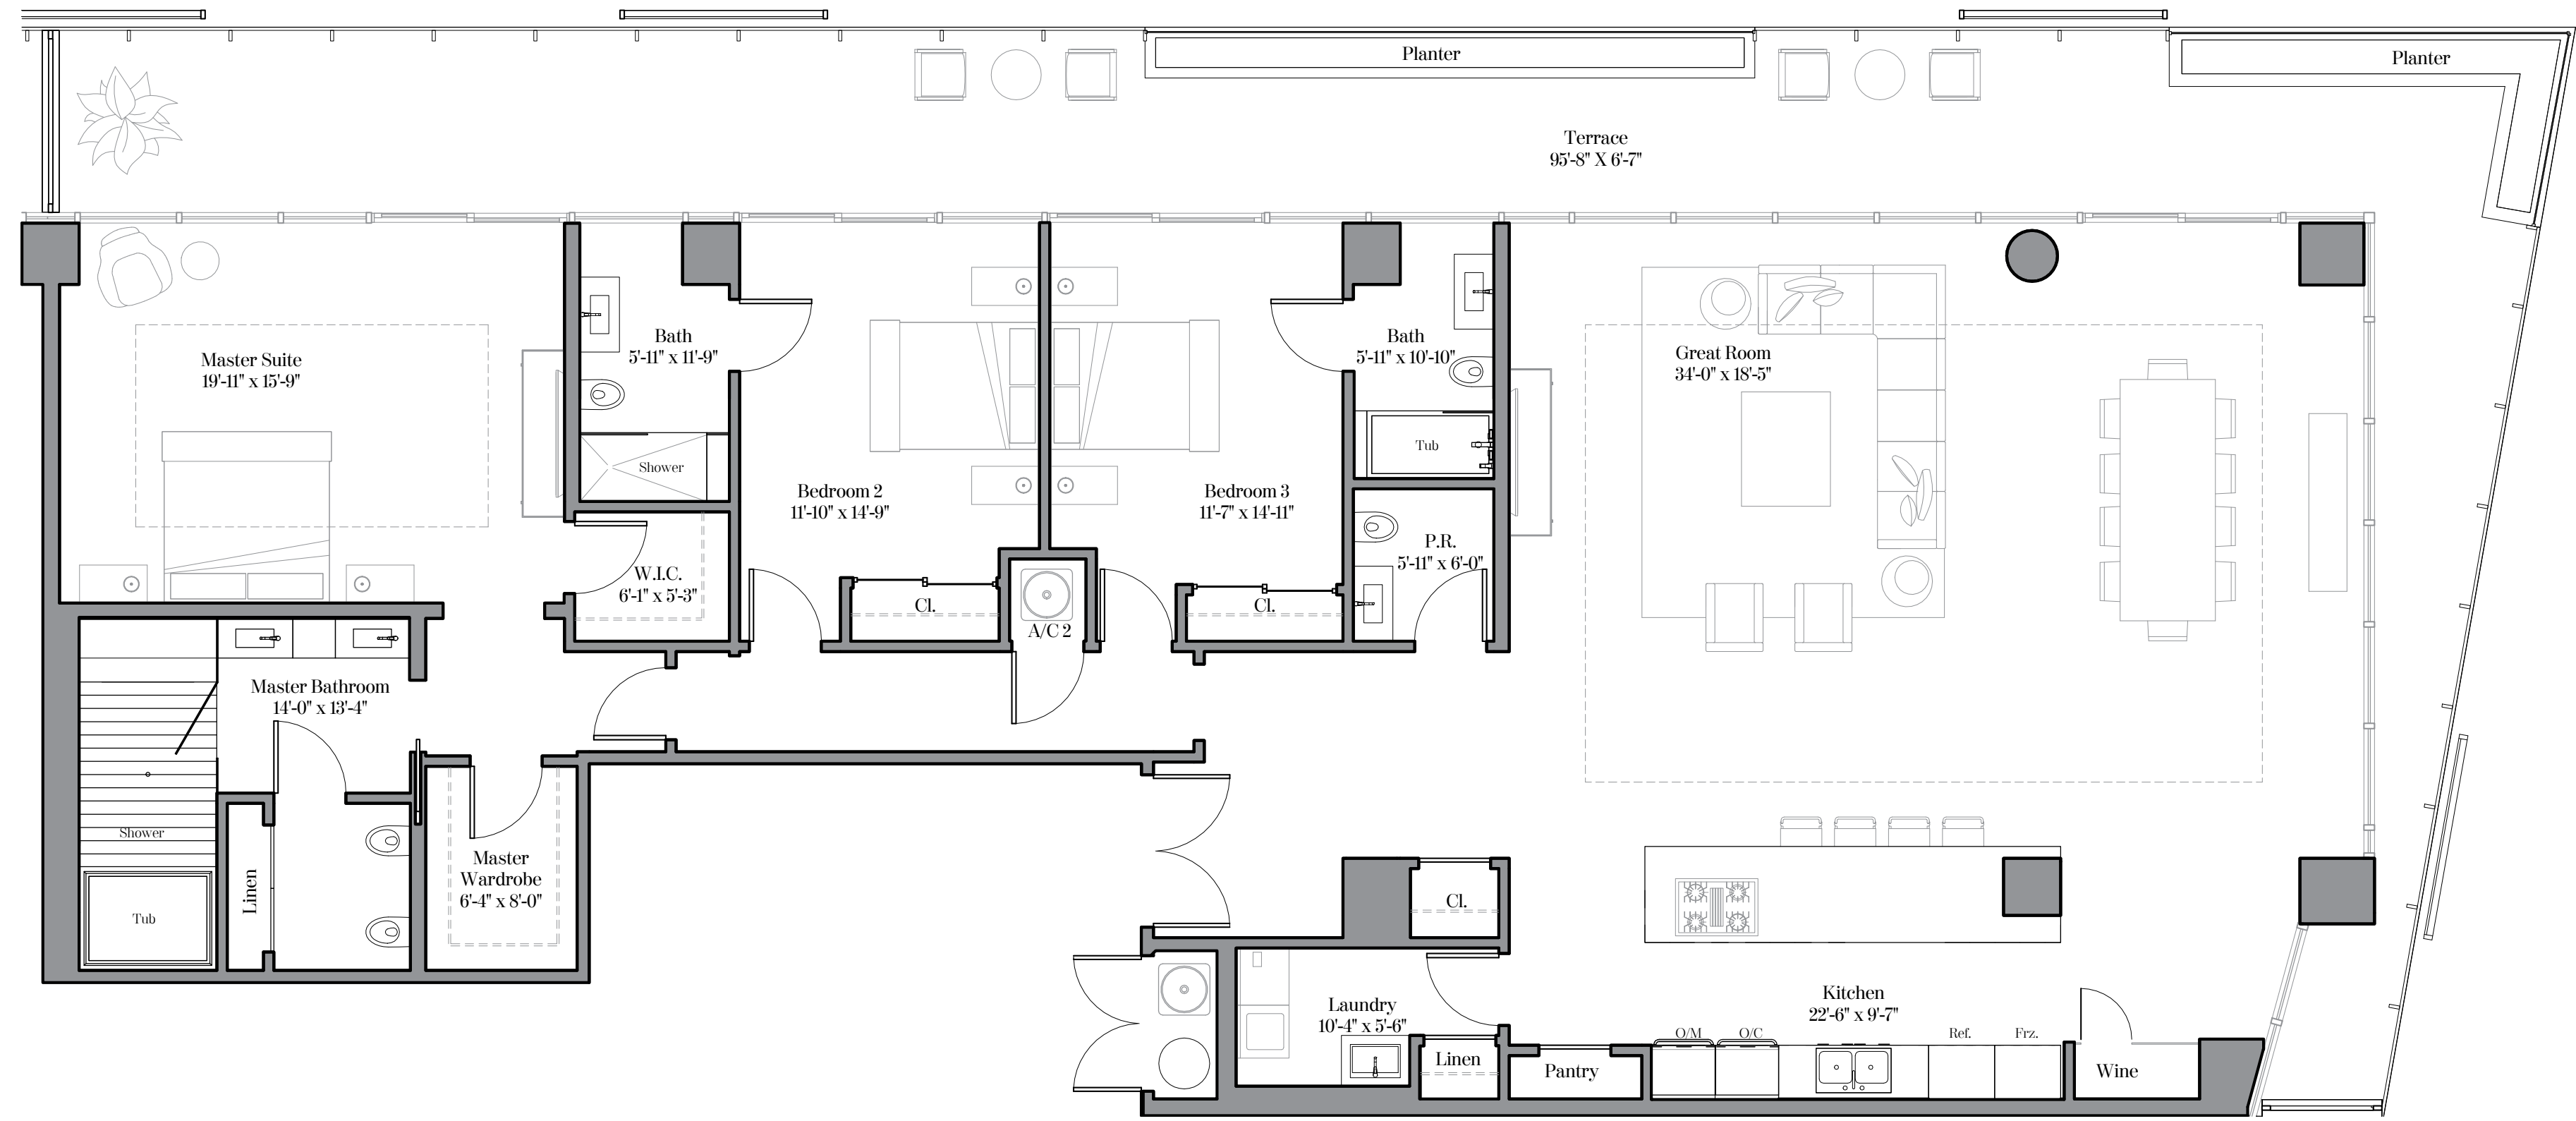 Planter
Planter
Terrace
95'-8" X 6'-7"
Master Suite
19'-11" x 15'-9"
Bath
5'-11" x 11'-9"
Shower
Bedroom 2
11'-10" x 14'-9"
Bedroom 3
11'-7" x 14'-11"
Bath
5'-11" x 10'-10"
Tub
Great Room
34'-0" x 18'-5"
P.R.
5'-11" x 6'-0"
W.I.C.
6'-1" x 5'-3"
Cl.
A/C 2
Cl.
Master Bathroom
14'-0" x 13'-4"
Shower
Tub
Linen
Master
Wardrobe
6'-4" x 8'-0"
Cl.
Laundry
10'-4" x 5'-6"
Linen
Pantry
Kitchen
22'-6" x 9'-7"
O/M
O/C
Ref.
Frz.
Wine